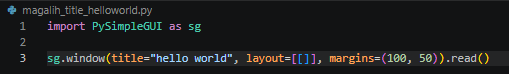 magalih_title_helloworld.py
1 import PySimpleGUI as sg
2
3 sg.window(title="hello world", layout=[[]], margins=(100, 50)).read()